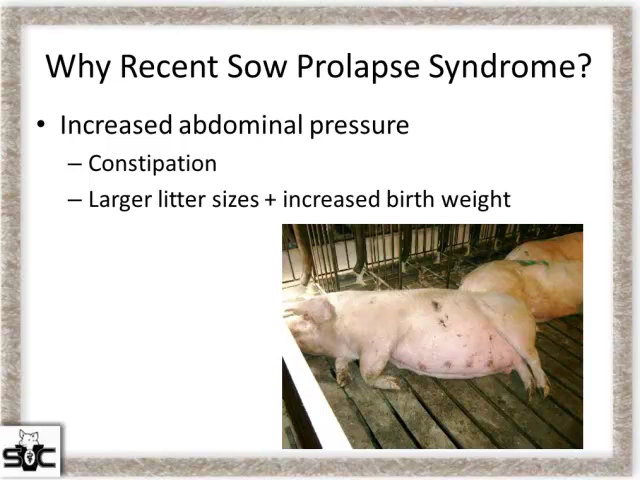 Why Recent Sow Prolapse Syndrome?
• Increased abdominal pressure
– Constipation
– Larger litter sizes + increased birth weight
SVC